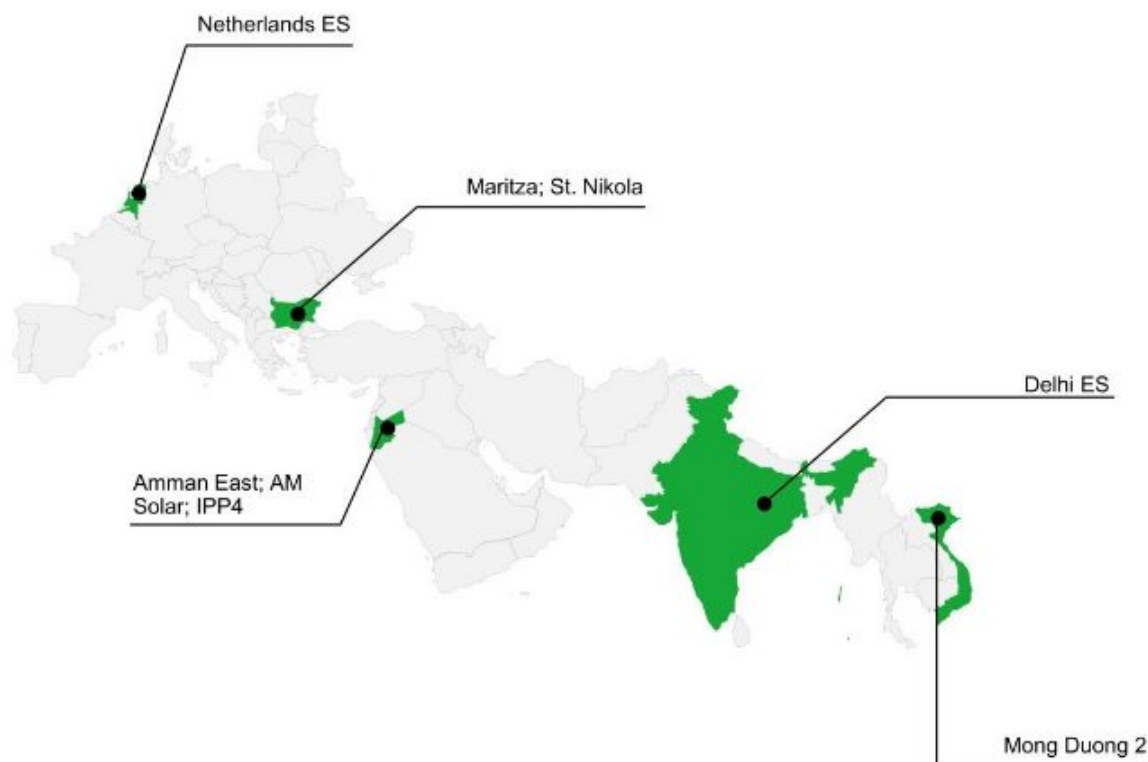 Netherlands ES
Maritza; St. Nikola
Delhi ES
Amman East; AM
Solar; IPP4
Mong Duong 2